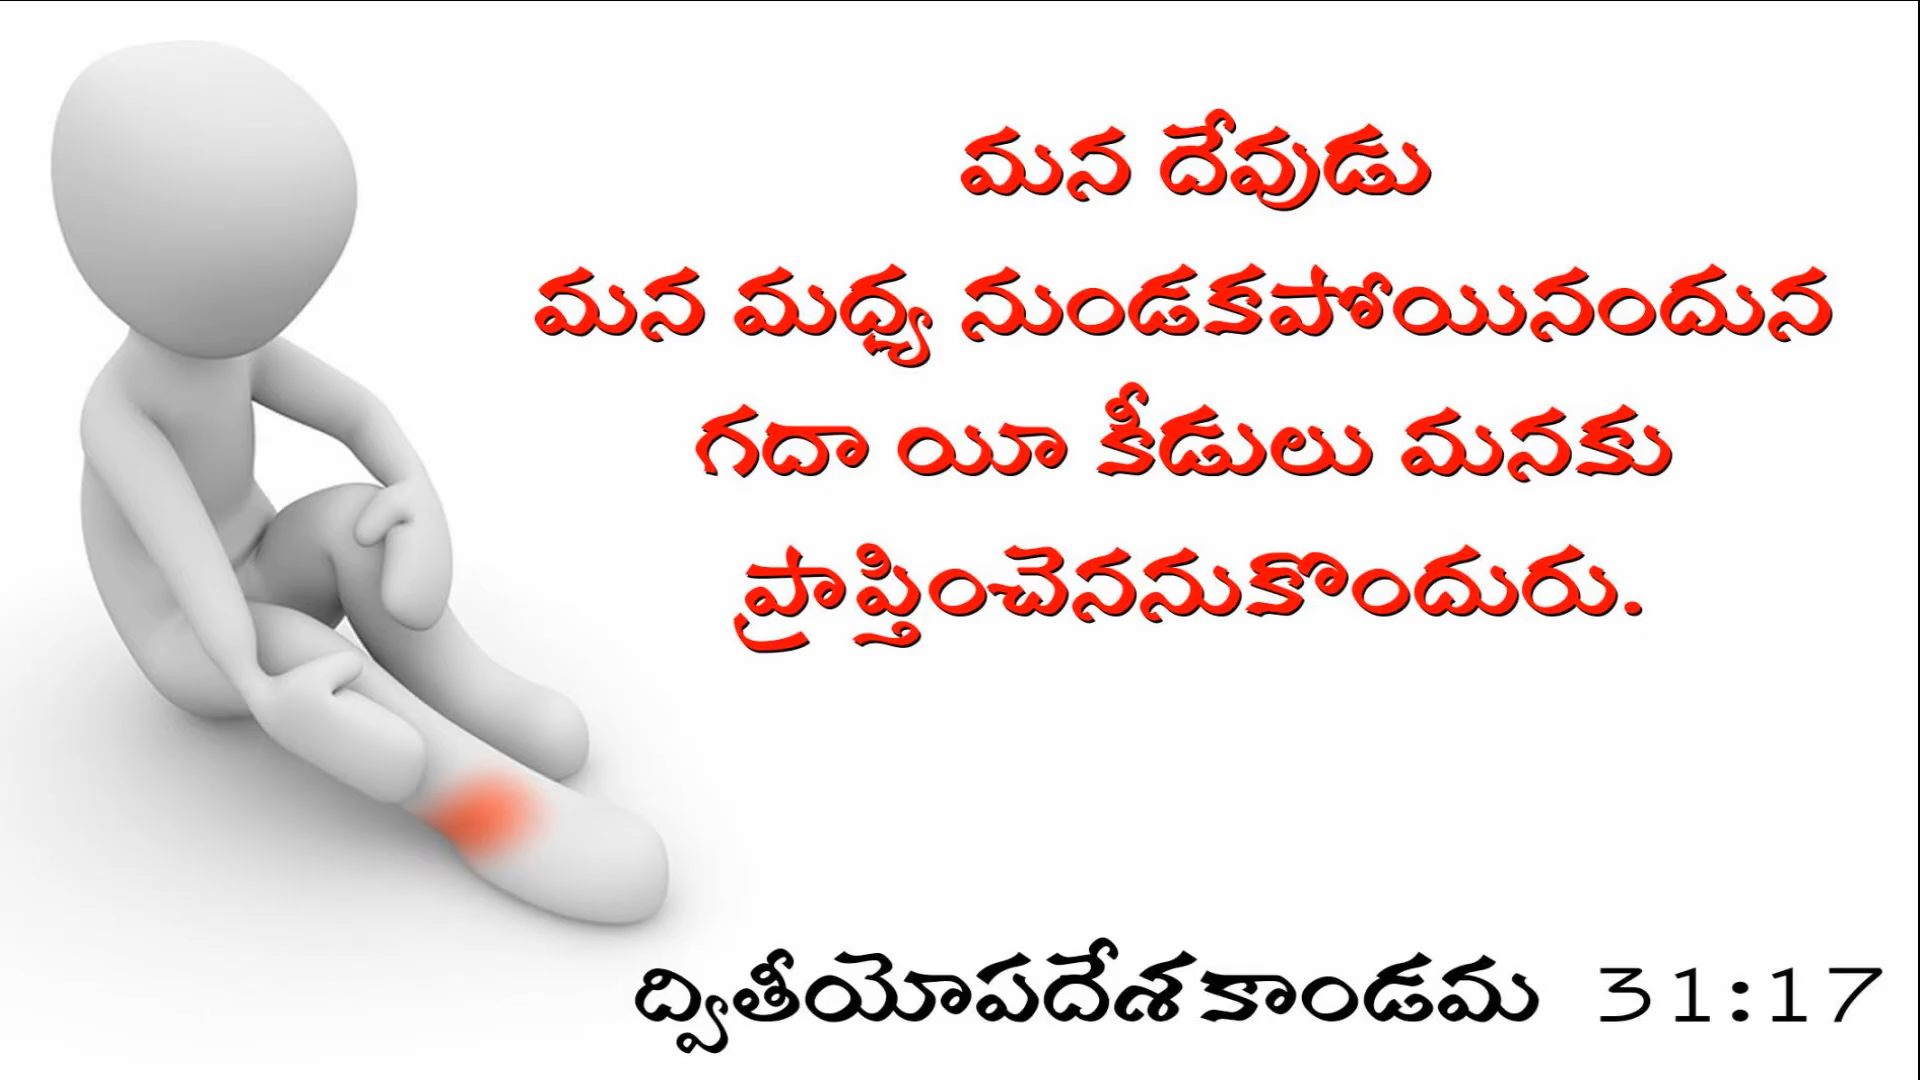 మన దేవుడు
మన మధ్య నుండకపోయినందున
గదా యీ కీడులు మనకు
ప్రాప్తించెననుకొందురు.
ద్వితీయోపదేశకాండమ 31:17